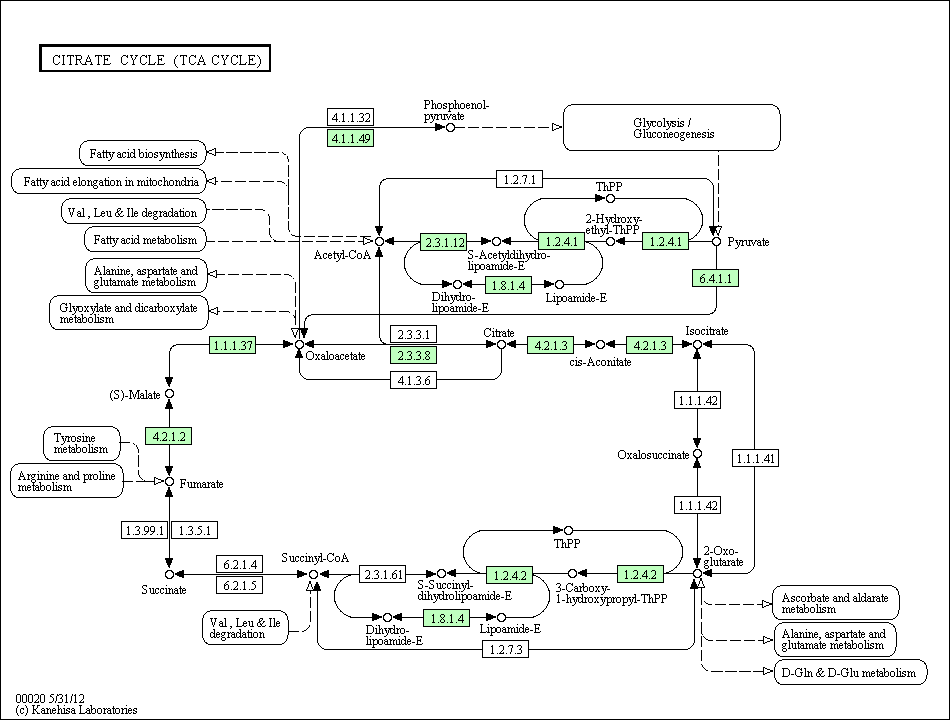 CITRATE CYCLE (TCA CYCLE)
Phosphoenol-
pyruvate
4.1.1.32
4.1.1.49
Glycolysis /
Gluconeogenesis
Fatty acid biosynthesis
Fatty acid elongation in mitochondria
Val , Leu & Ile degradation
Fatty acid metabolism
Alanine, aspartate and
glutamate metabolism
Glyoxylate and dicarboxylate
metabolism
1.2.7.1
ThPP
2-Hydroxy-
ethyl-ThPP
2.3.1.12
1.2.4.1
1.2.4.1
Pyruvate
Acetyl-CoA
S-Acetyldihydro-
lipoamide-E
6.4.1.1
1.8.1.4
Dihydro-
lipoamide-E
Lipoamide-E
1.1.1.37
Oxaloacetate
2.3.3.1
2.3.3.8
4.1.3.6
Citrate
4.2.1.3
cis-Aconitate
4.2.1.3
Isocitrate
(S)-Malate
1.1.1.42
4.2.1.2
Tyrosine
metabolism
Oxalosuccinate
1.1.1.41
Arginine and proline
metabolism
Fumarate
1.1.1.42
1.3.99.1
1.3.5.1
ThPP
Succinyl-CoA
2-Oxo-
glutarate
6.2.1.4
6.2.1.5
Succinate
2.3.1.61
S-Succinyl-
dihydrolipoamide-E
1.2.4.2
3-Carboxy-
1-hydroxypropyl-ThPP
1.2.4.2
Val , Leu & Ile
degradation
Dihydro-
lipoamide-E
1.8.1.4
Lipoamide-E
1.2.7.3
Ascorbate and aldarate
metabolism
Alanine, aspartate and
glutamate metabolism
D-Gln & D-Glu metabolism
00020 5/31/12
(c) Kanehisa Laboratories